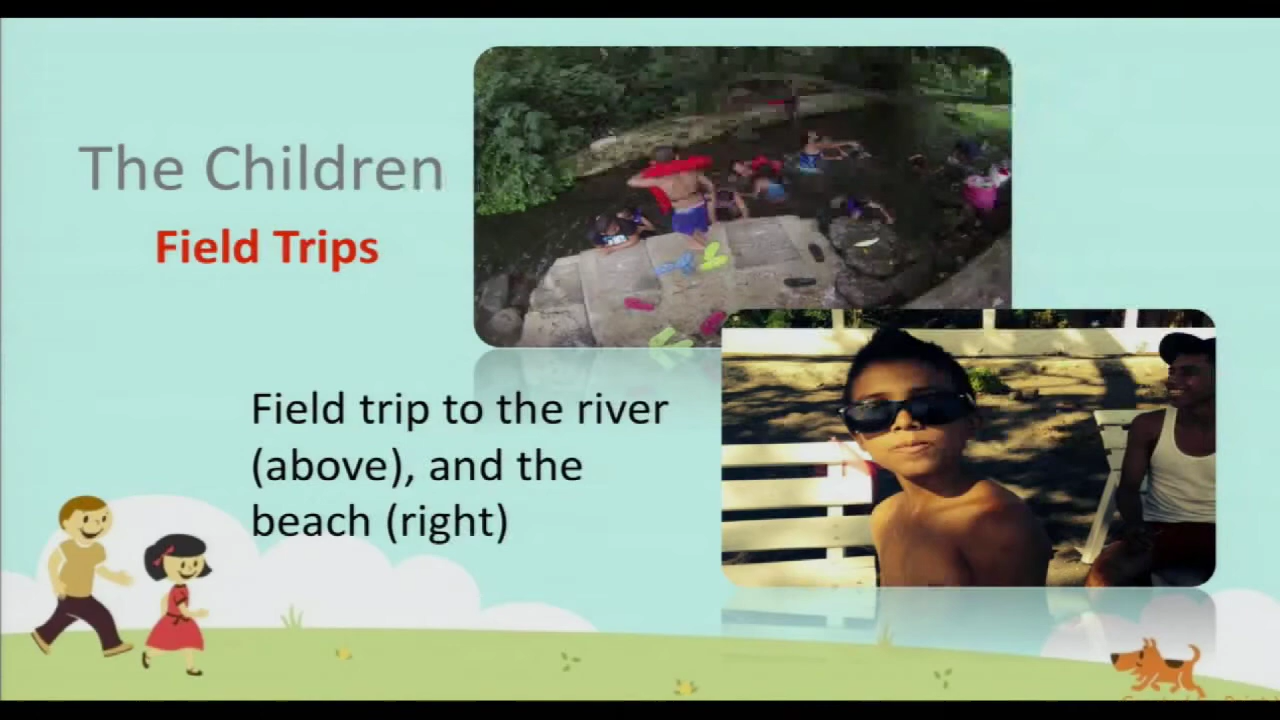 The Children
Field Trips
Field trip to the river
(above), and the
beach (right)